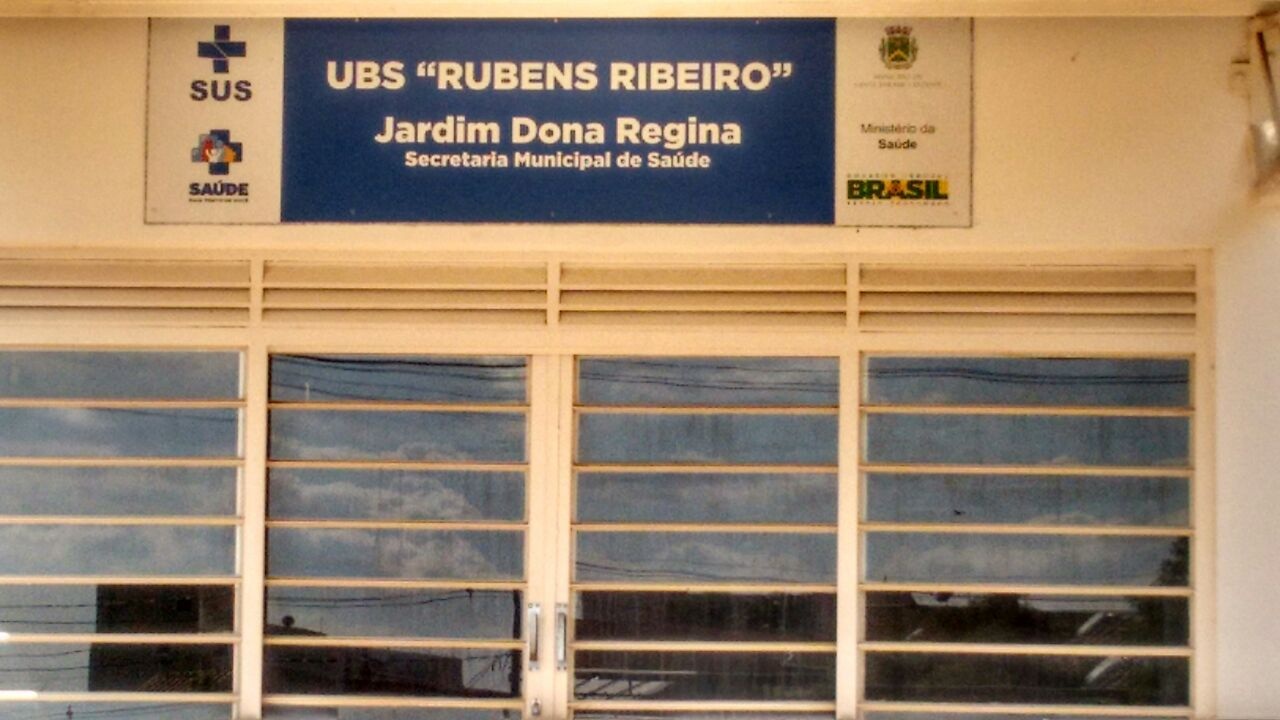 SUS
SAÚDE
UBS “RUBENS RIBEIRO”
Jardim Dona Regina
Secretaria Municipal de Saúde
Ministério da
Saúde
BRASIL